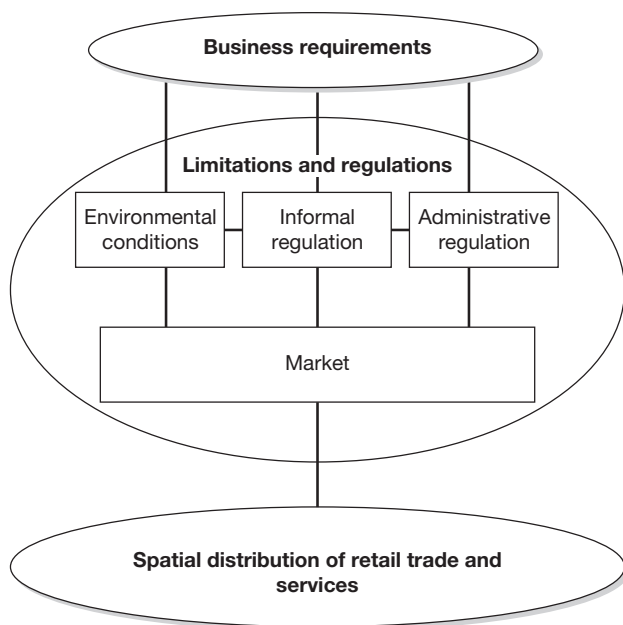 Business requirements
Limitations and regulations
Environmental
conditions
Informal
regulation
Administrative
regulation
Market
Spatial distribution of retail trade and
services